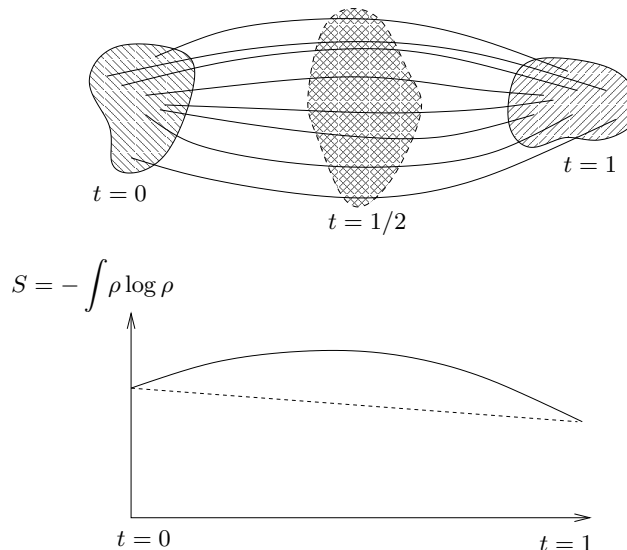 t = 0
t = 1
t = 1/2
S = − ∫ ρ log ρ
t = 0
t = 1